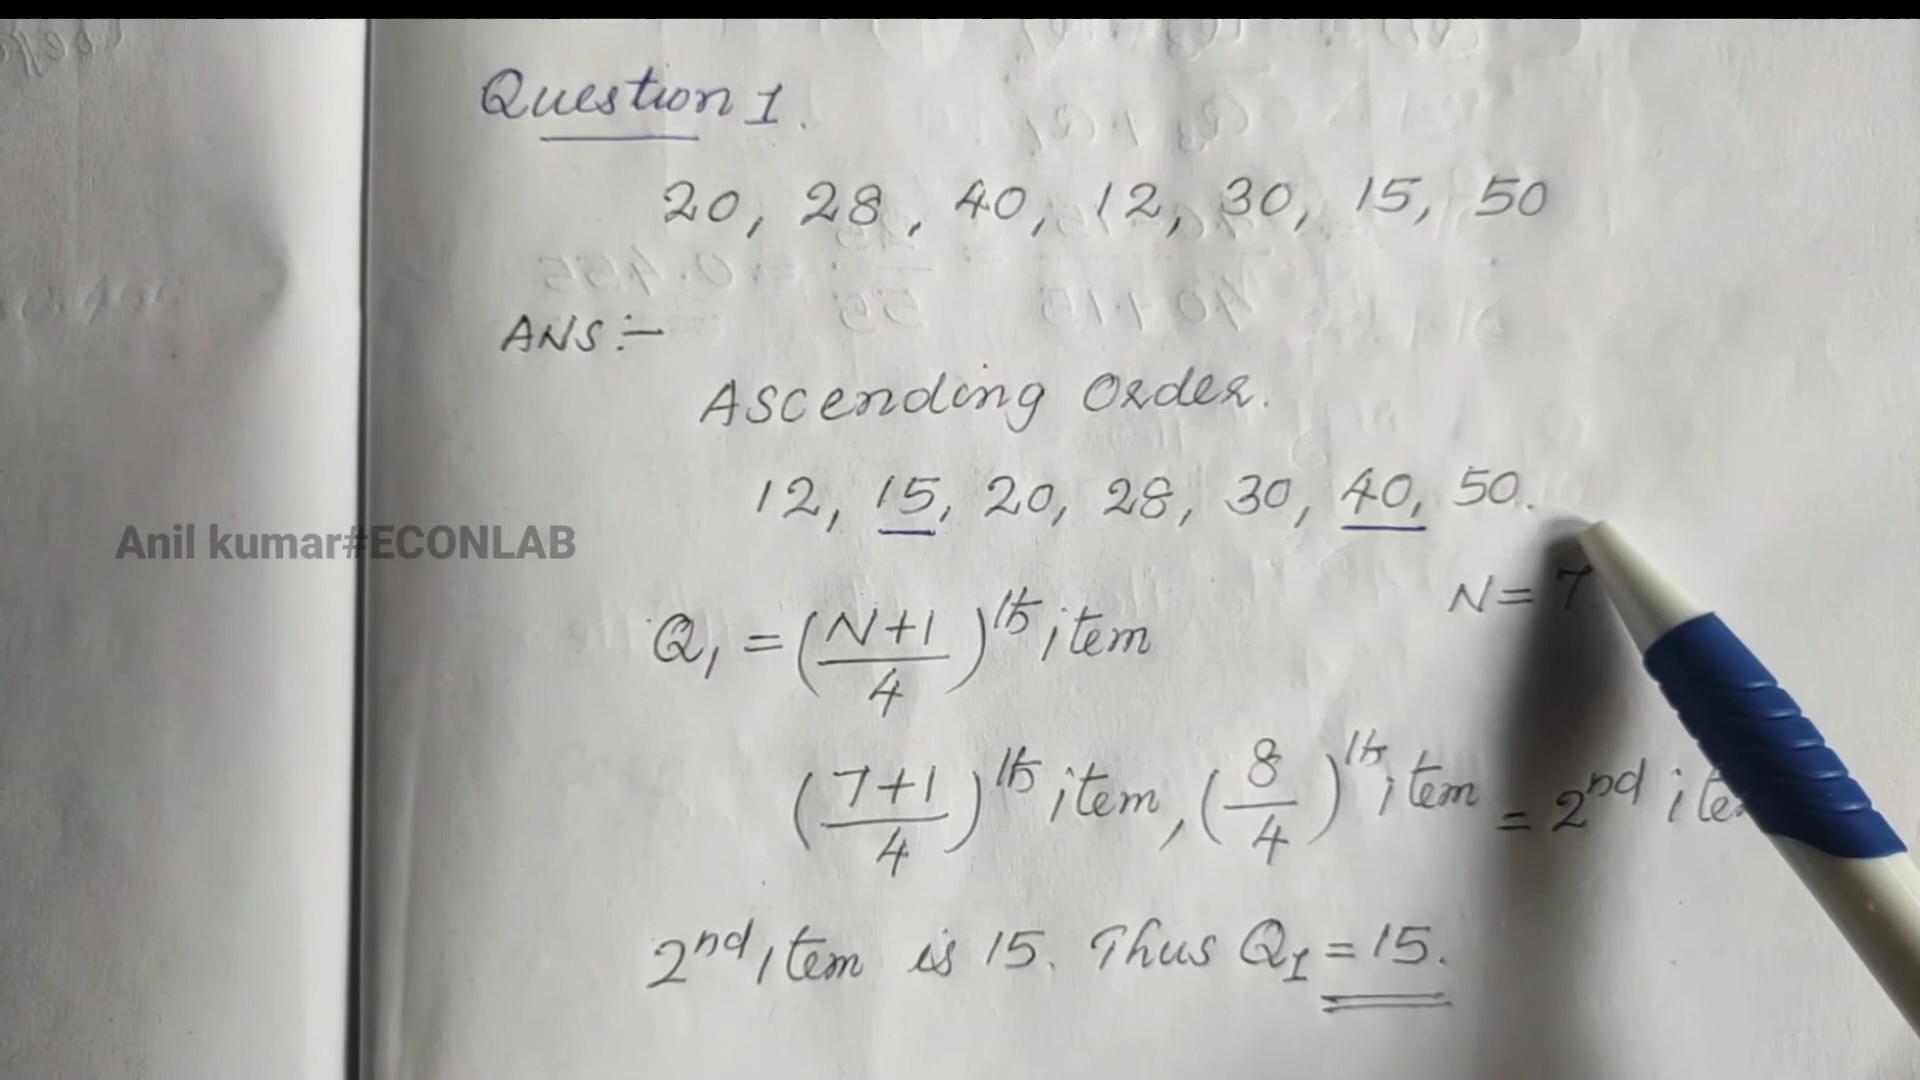 Question 1.
20, 28, 40, 12, 30, 15, 50
ANS:-
Ascending Order.
12, 15, 20, 28, 30, 40, 50.
Anil kumar#ECONLAB
N = 7
Q₁ = (N+1/4)th item
(7+1/4)th item, (8/4)th item = 2nd
2nd item is 15. Thus Q1 = 15.